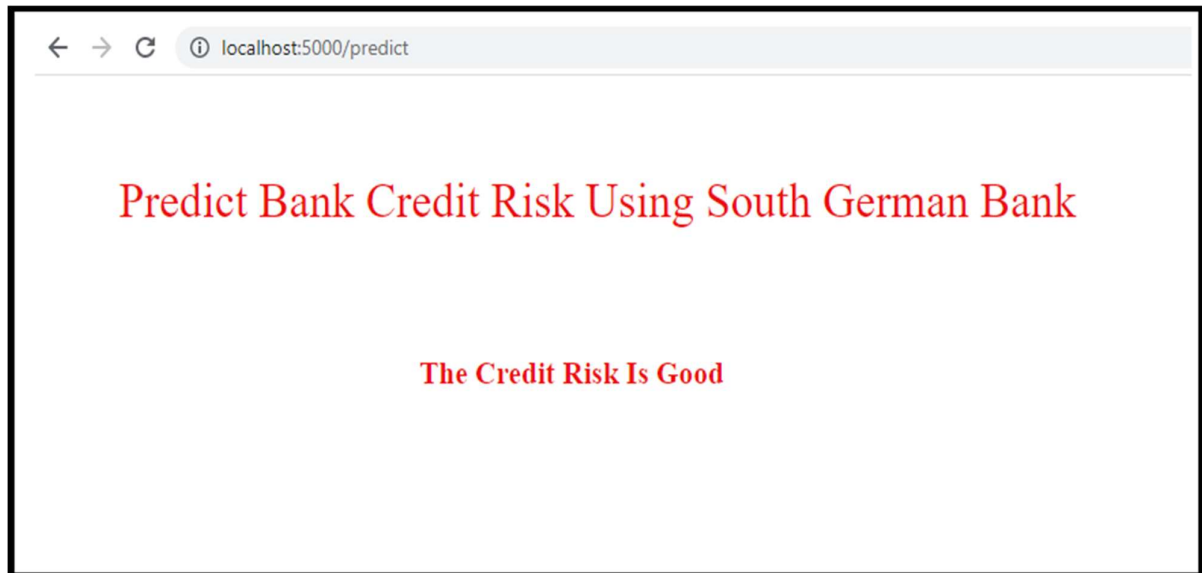 localhost:5000/predict
Predict Bank Credit Risk Using South German Bank
The Credit Risk Is Good